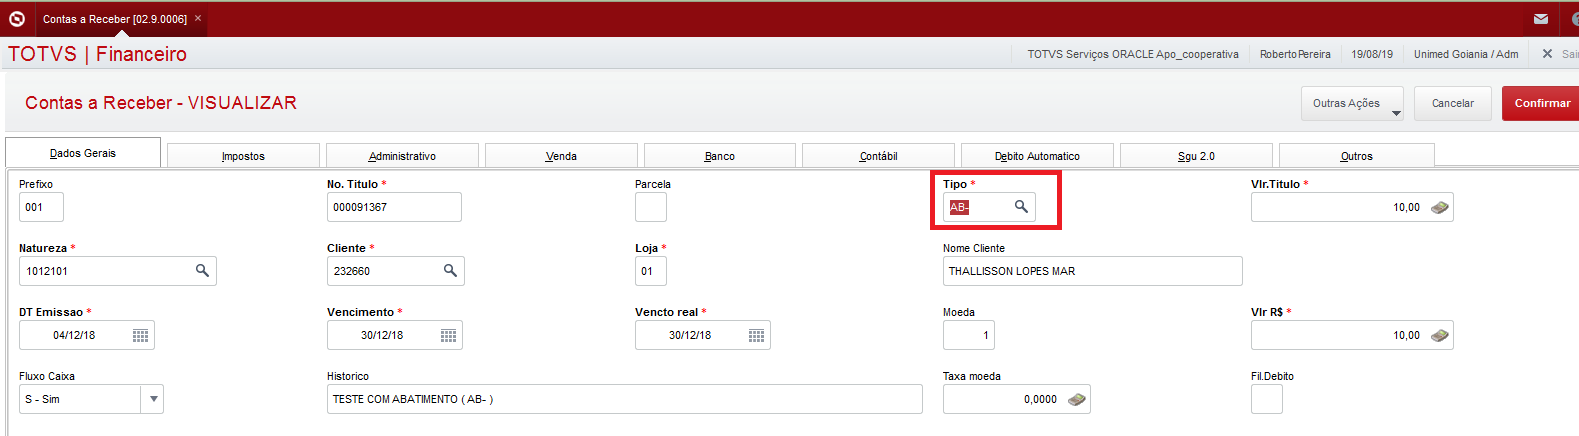 Contas a Receber [02.9.0006] ×
TOTVS | Financeiro
TOTVS Serviços ORACLE Apo_cooperativa
RobertoPereira
19/08/19
Unimed Goiania / Adm
Contas a Receber - VISUALIZAR
Outras Ações
Cancelar
Confirmar
Dados Gerais
Impostos
Administrativo
Venda
Banco
Contábil
Debito Automatico
Sgu 2.0
Outros
Prefixo
No. Titulo *
Parcela
Tipo *
Vlr.Titulo *
001
000091367
AB-
10,00
Natureza *
Cliente *
Loja *
Nome Cliente
1012101
232660
01
THALLISSON LOPES MAR
DT Emissao *
Vencimento *
Vencto real *
Moeda
Vlr R$ *
04/12/18
30/12/18
30/12/18
1
10,00
Fluxo Caixa
Historico
Taxa moeda
Fil.Debito
S - Sim
TESTE COM ABATIMENTO ( AB- )
0,0000